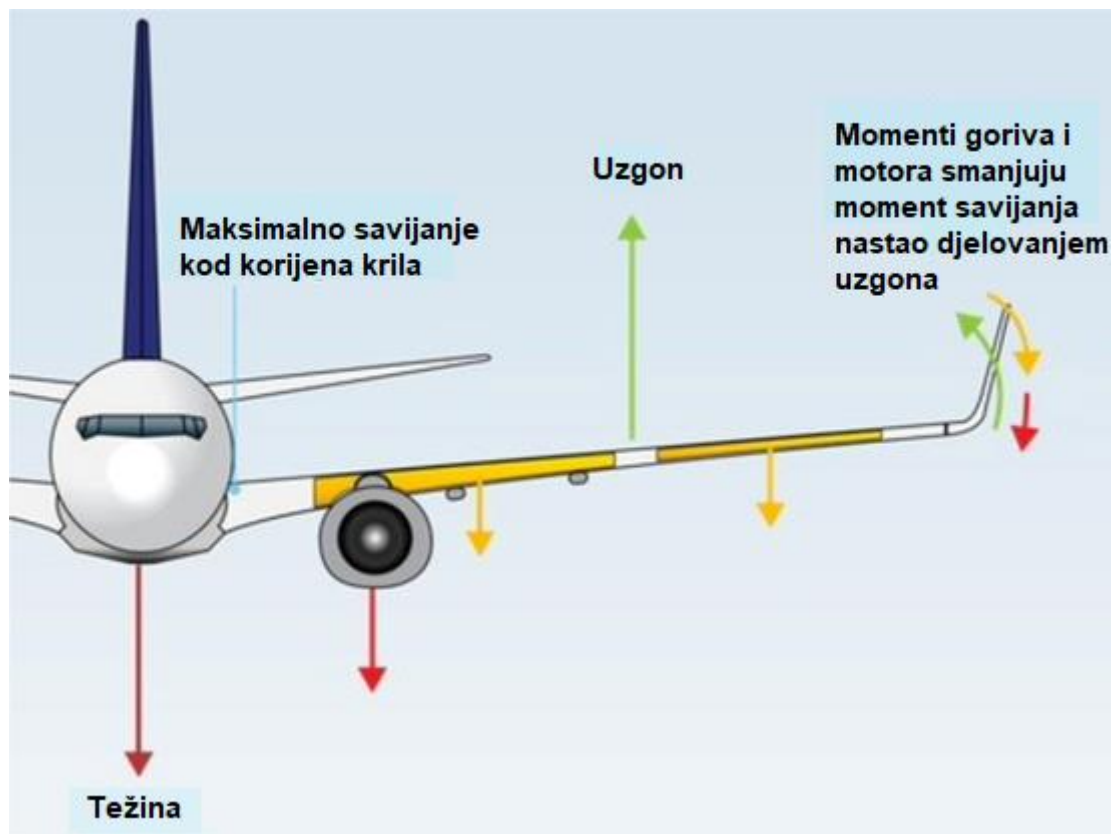 Maksimalno savijanje
kod korijena krila
Uzgon
Momenti goriva i
motora smanjuju
moment savijanja
nastao djelovanjem
uzgona
Težina